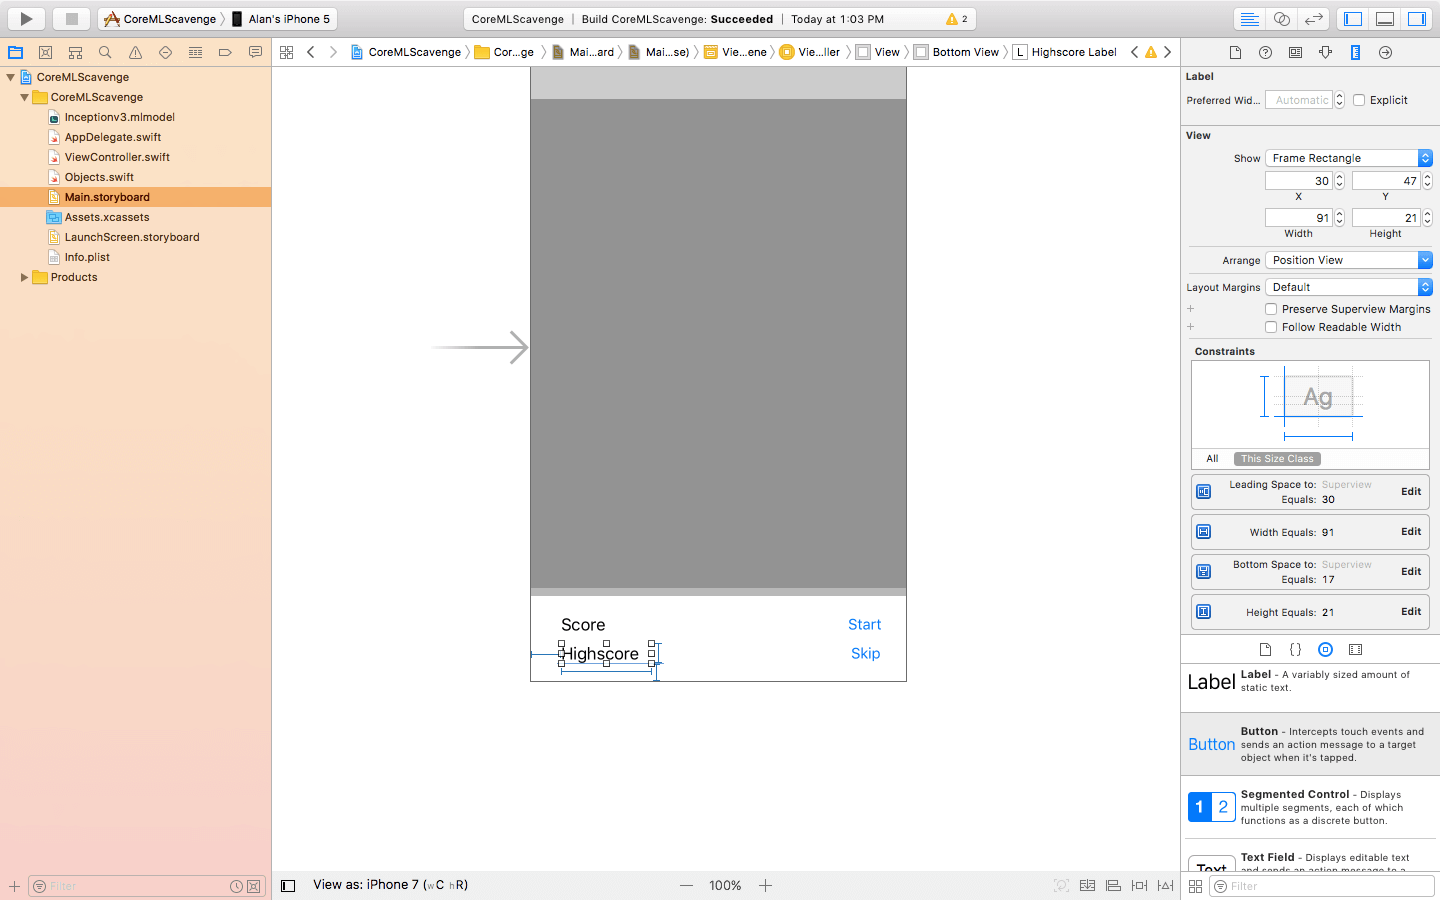 CoreMLScavenge Alan's iPhone 5
CoreMLScavenge | Build CoreMLScavenge: Succeeded | Today at 1:03 PM 2
CoreMLScavenge Cor...ge Mai...ard Mai...se) Vie...ene Vie...ller View Bottom View L Highscore Label
CoreMLScavenge
CoreMLScavenge
Inceptionv3.mlmodel
AppDelegate.swift
ViewController.swift
Objects.swift
Main.storyboard
Assets.xcassets
LaunchScreen.storyboard
Info.plist
Products
Filter
Score
Start
Highscore
Skip
View as: iPhone 7 (wC hR)
100%
Label
Preferred Wid... Automatic Explicit
View
Show Frame Rectangle
30 47
X Y
91 21
Width Height
Arrange Position View
Layout Margins Default
Preserve Superview Margins
Follow Readable Width
Constraints
Ag
All This Size Class
Leading Space to: Superview
Equals: 30
Edit
Width Equals: 91 Edit
Bottom Space to: Superview
Equals: 17
Edit
Height Equals: 21 Edit
{}
Label
Label - A variably sized amount of
static text.
Button
Button - Intercepts touch events and
sends an action message to a target
object when it's tapped.
1 2
Segmented Control - Displays
multiple segments, each of which
functions as a discrete button.
Text
Text Field - Displays editable text
and sends an action message to a
Filter